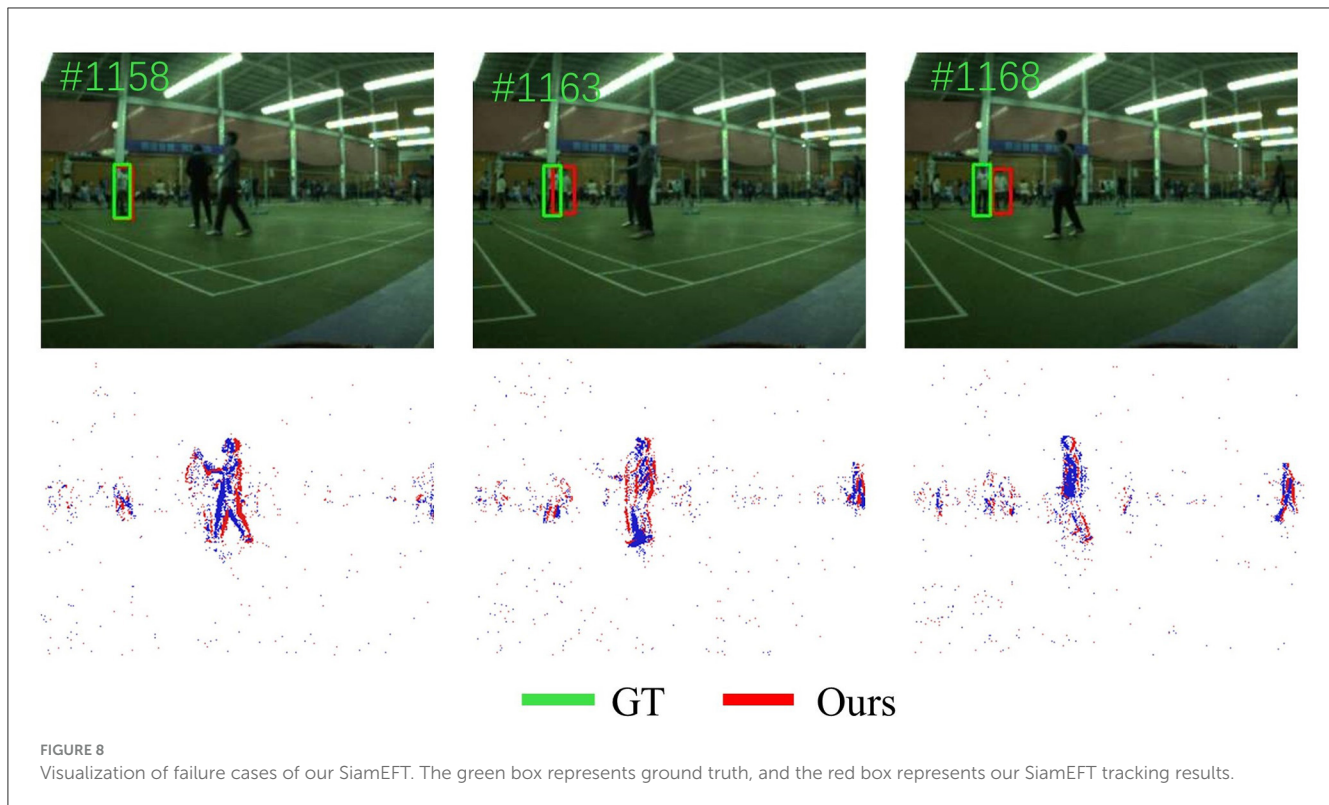 #1158
#1163
#1168
GT
Ours
FIGURE 8
Visualization of failure cases of our SiamEFT. The green box represents ground truth, and the red box represents our SiamEFT tracking results.